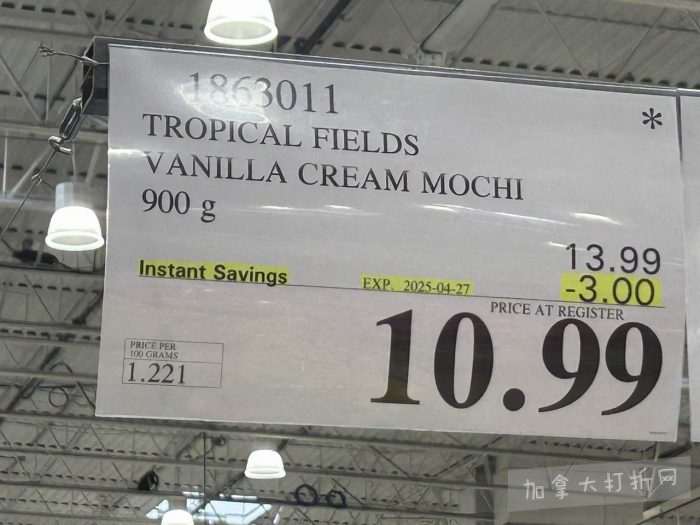 1863011
*
TROPICAL FIELDS
VANILLA CREAM MOCHI
900 g
13.99
Instant Savings EXP. 2025-04-27 -3.00
PRICE AT REGISTER
10.99
PRICE PER
100 GRAMS
1.221
加拿大打折网